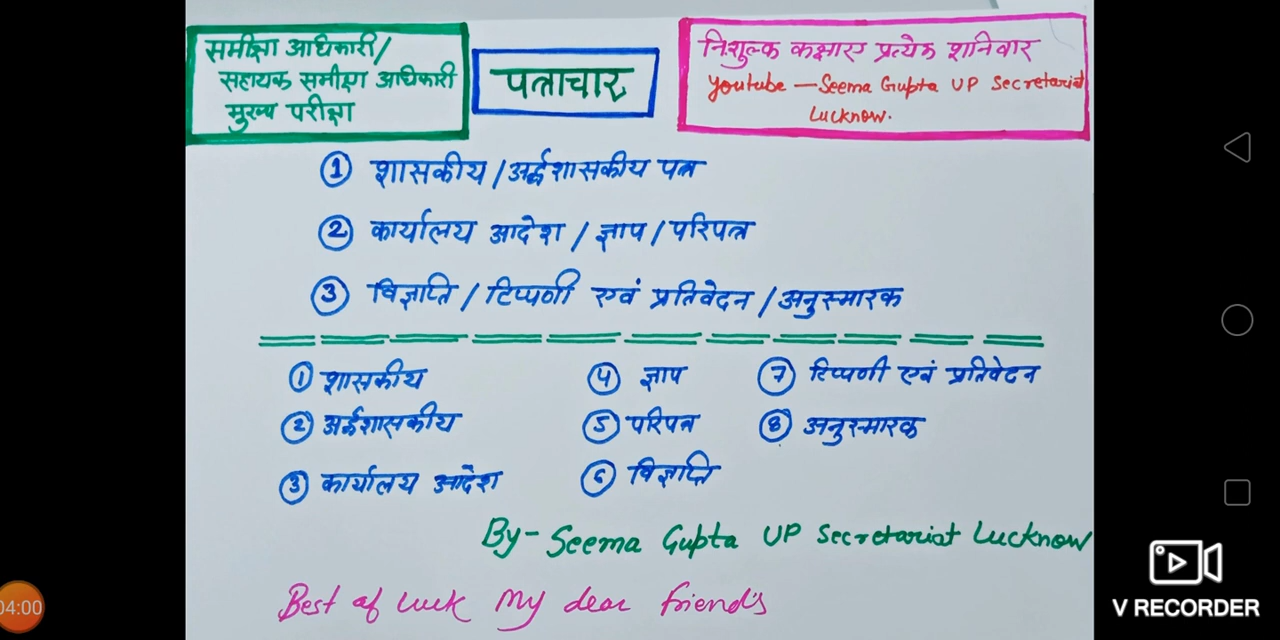 समीक्षा अधिकारी/
सहायक समीक्षा अधिकारी
मुख्य परीक्षा
पत्राचार
निःशुल्क कक्षाए प्रत्येक शनिवार
Youtube — Seema Gupta UP Secretariat
Lucknow.
① शासकीय / अर्द्धशासकीय पत्र
② कार्यालय आदेश / ज्ञाप / परिपत्र
③ विज्ञप्ति / टिप्पणी एवं प्रतिवेदन / अनुस्मारक
① शासकीय
② अर्द्धशासकीय
③ कार्यालय आदेश
④ ज्ञाप
⑤ परिपत्र
⑥ विज्ञप्ति
⑦ टिप्पणी एवं प्रतिवेदन
⑧ अनुस्मारक
By- Seema Gupta UP Secretariat Lucknow
Best of luck My dear friend's
04:00
V RECORDER